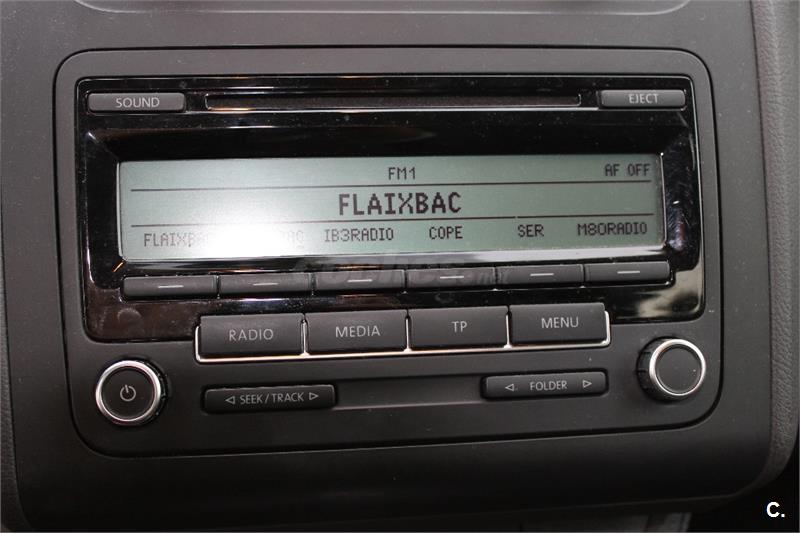 SOUND
EJECT
FM1
AF OFF
FLAIXBAC
IB3RADIO
COPE
SER
M80RADIO
RADIO
MEDIA
TP
MENU
◁ SEEK / TRACK ▷
◁ FOLDER ▷
C.